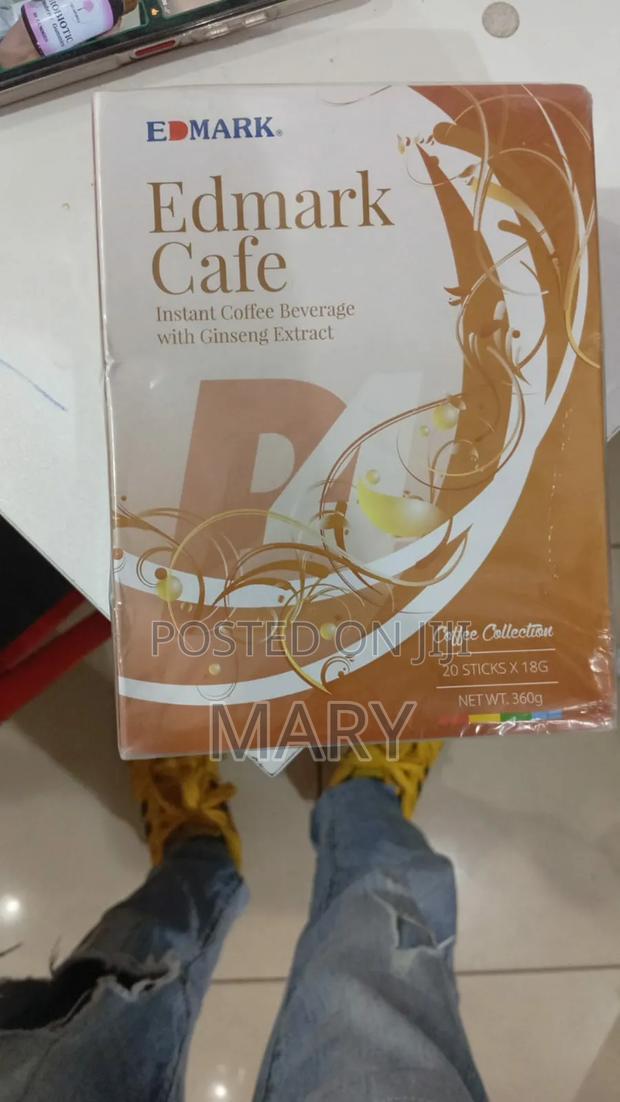 EDMARK®
Edmark
Cafe
Instant Coffee Beverage
with Ginseng Extract
Coffee Collection
20 STICKS X 18G
NET WT. 360g
POSTED ON JIJI
MARY